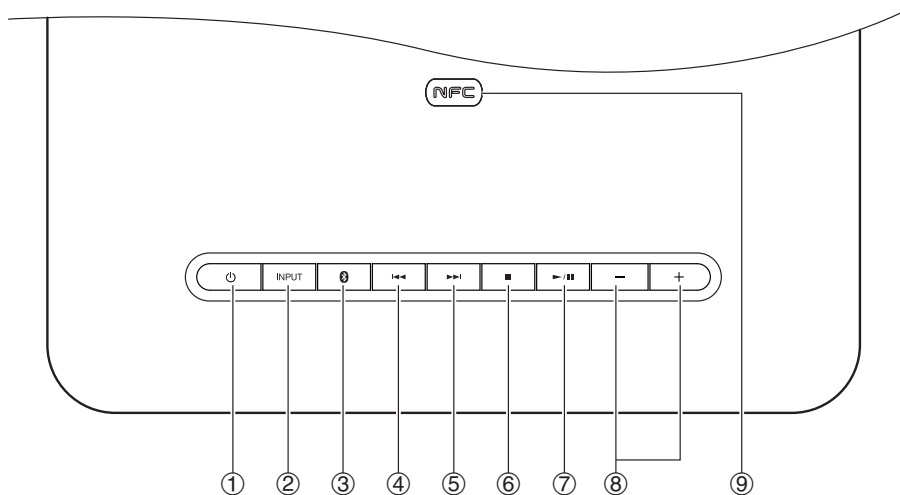 NFC
INPUT
① ② ③ ④ ⑤ ⑥ ⑦ ⑧ ⑨